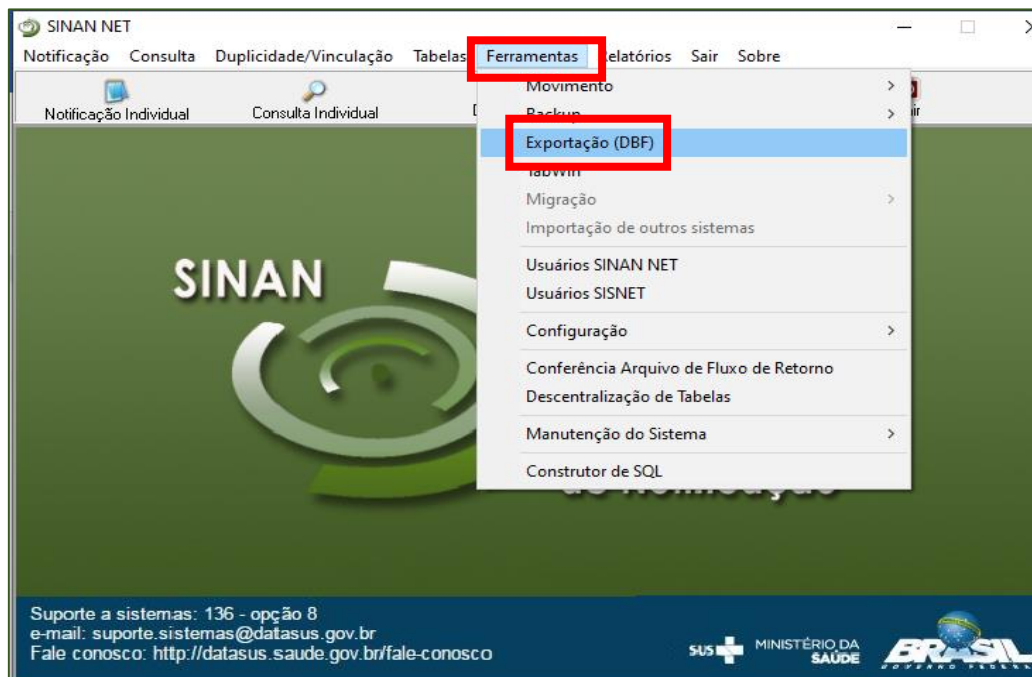 SINAN NET
Notificação Consulta Duplicidade/Vinculação Tabelas Ferramentas Relatórios Sair Sobre
Notificação Individual Consulta Individual
Movimento
Backup
Exportação (DBF)
TabWin
Migração
Importação de outros sistemas
Usuários SINAN NET
Usuários SISNET
Configuração
Conferência Arquivo de Fluxo de Retorno
Descentralização de Tabelas
Manutenção do Sistema
Construtor de SQL
SINAN
Suporte a sistemas: 136 - opção 8
e-mail: suporte.sistemas@datasus.gov.br
Fale conosco: http://datasus.saude.gov.br/fale-conosco
SUS MINISTÉRIO DA SAÚDE
BRASIL
GOVERNO FEDERAL